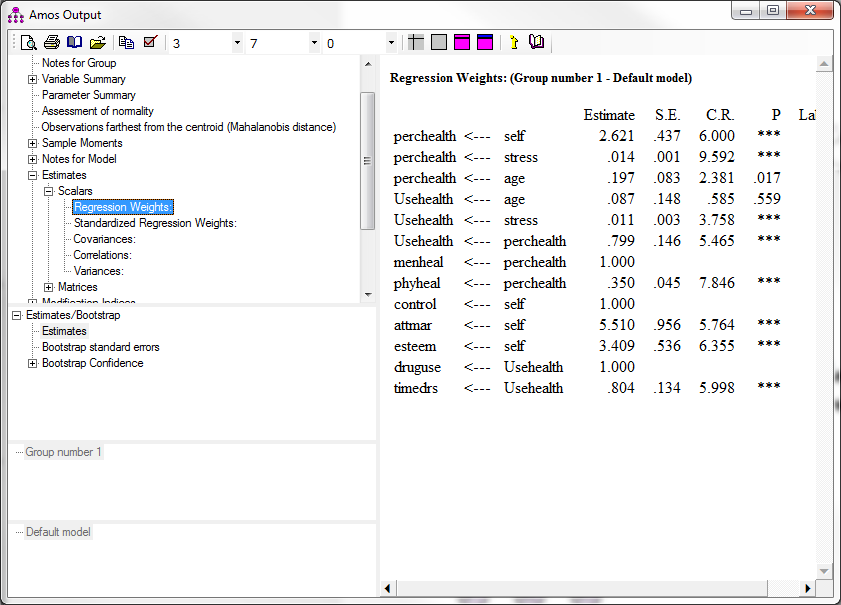 Amos Output
3 7 0
Notes for Group
Variable Summary
Parameter Summary
Assessment of normality
Observations farthest from the centroid (Mahalanobis distance)
Sample Moments
Notes for Model
Estimates
Scalars
Regression Weights:
Standardized Regression Weights:
Covariances:
Correlations:
Variances:
Matrices
Modification Indices
Estimates/Bootstrap
Estimates
Bootstrap standard errors
Bootstrap Confidence
Group number 1
Default model
Regression Weights: (Group number 1 - Default model)
Estimate S.E. C.R. P La
perchealth <--- self 2.621 .437 6.000 ***
perchealth <--- stress .014 .001 9.592 ***
perchealth <--- age .197 .083 2.381 .017
Usehealth <--- age .087 .148 .585 .559
Usehealth <--- stress .011 .003 3.758 ***
Usehealth <--- perchealth .799 .146 5.465 ***
menheal <--- perchealth 1.000
phyheal <--- perchealth .350 .045 7.846 ***
control <--- self 1.000
attmar <--- self 5.510 .956 5.764 ***
esteem <--- self 3.409 .536 6.355 ***
druguse <--- Usehealth 1.000
timedrs <--- Usehealth .804 .134 5.998 ***